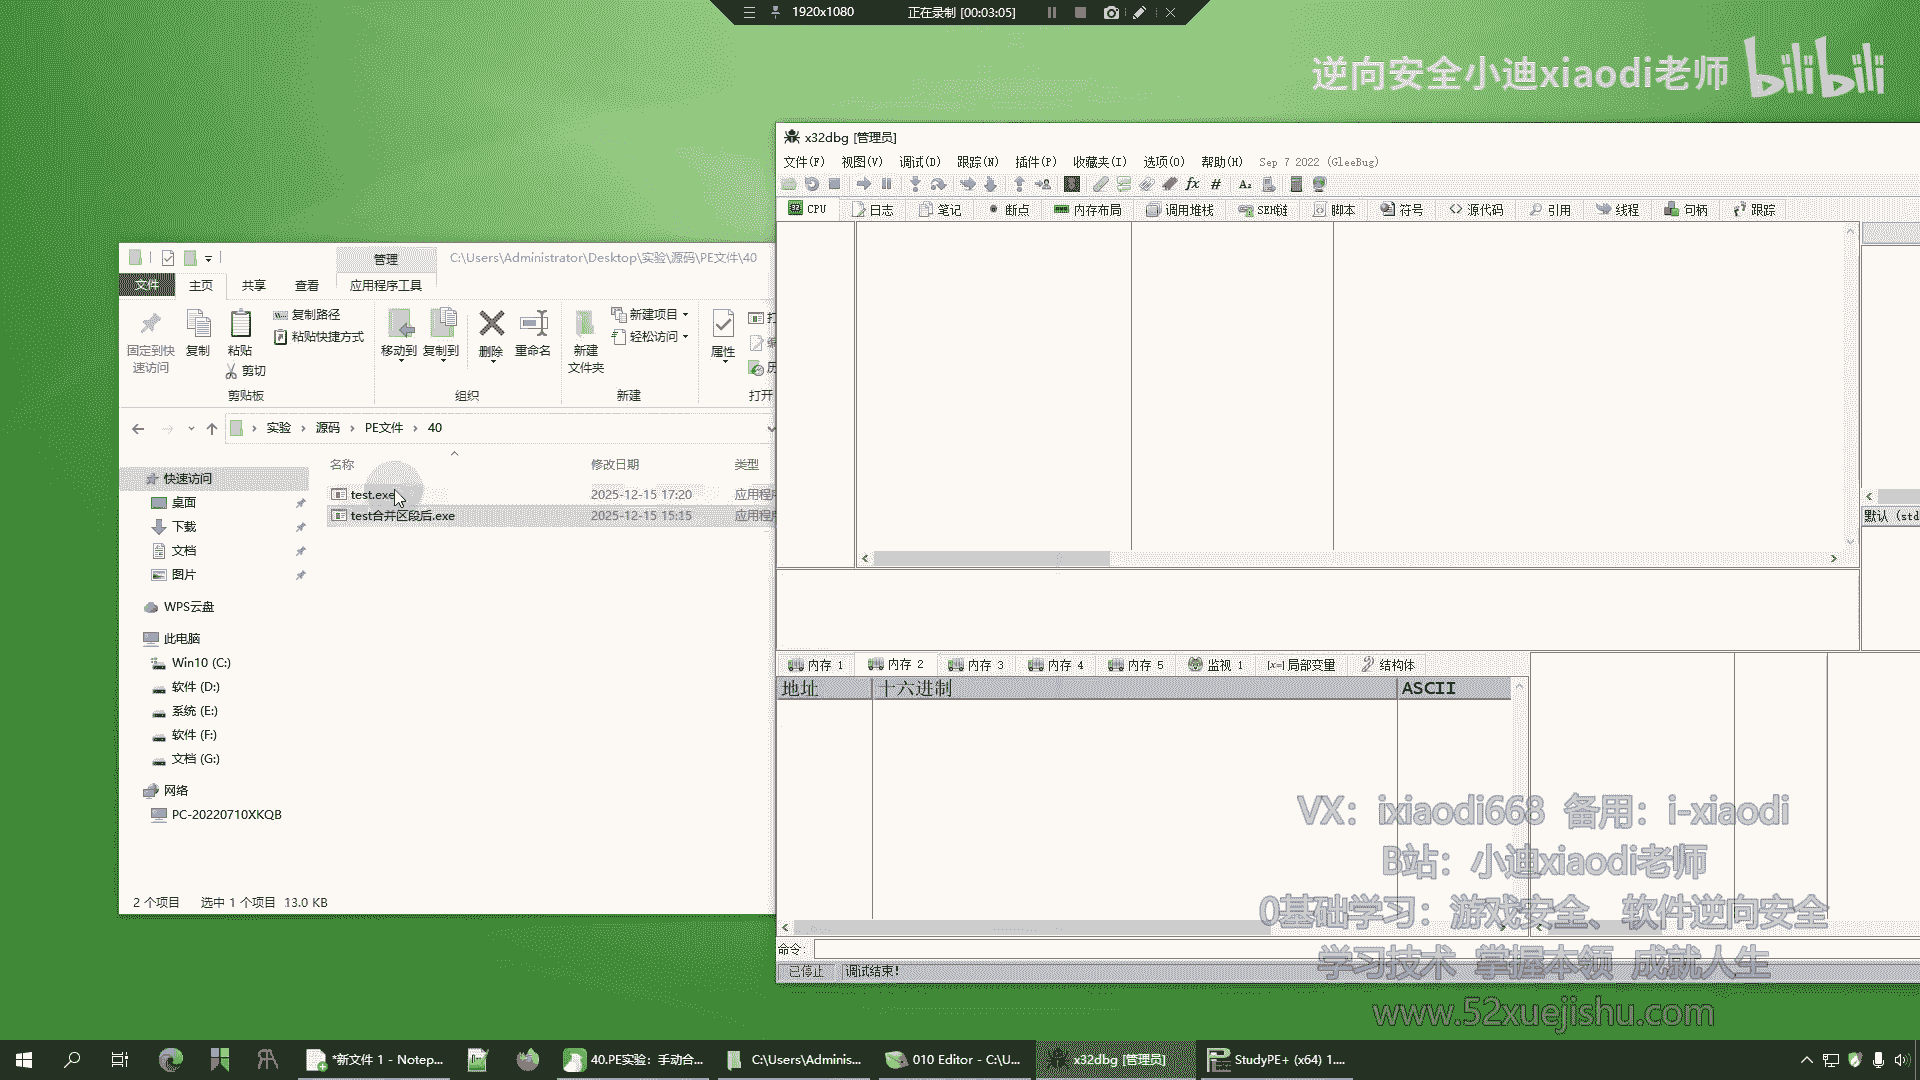 1920x1080
正在录制 [00:03:05]
逆向安全小迪xiaodi老师 bilibili
x32dbg [管理员]
文件(F) 视图(V) 调试(D) 跟踪(N) 插件(P) 收藏夹(I) 选项(O) 帮助(H) Sep 7 2022 (GleeBug)
CPU 日志 笔记 断点 内存布局 调用堆栈 SEH链 脚本 符号 源代码 引用 线程 句柄 跟踪
管理 C:\Users\Administrator\Desktop\实验\源码\PE文件\40
文件 主页 共享 查看 应用程序工具
固定到快速访问
复制
粘贴
复制路径
粘贴快捷方式
剪切
剪贴板
移动到
复制到
删除
重命名
组织
新建文件夹
新建项目
轻松访问
新建
属性
打开
实验 › 源码 › PE文件 › 40
名称 修改日期 类型
test.exe 2025-12-15 17:20
test合并区段后.exe 2025-12-15 15:15
快速访问
桌面
下载
文档
图片
WPS云盘
此电脑
Win10 (C:)
软件 (D:)
系统 (E:)
软件 (F:)
文档 (G:)
网络
PC-20220710XKQB
2 个项目 选中 1 个项目 13.0 KB
默认 (std
内存 1 内存 2 内存 3 内存 4 内存 5 监视 1 [x=] 局部变量 结构体
地址 十六进制 ASCII
命令:
已停止 调试结束!
VX：ixiaodi668 备用：i-xiaodi
B站：小迪xiaodi老师
0基础学习：游戏安全、软件逆向安全
学习技术 掌握本领 成就人生
www.52xuejishu.com
*新文件 1 - Notep...
40.PE实验：手动合...
C:\Users\Adminis...
010 Editor - C:\U...
x32dbg [管理员]
StudyPE+ (x64) 1....